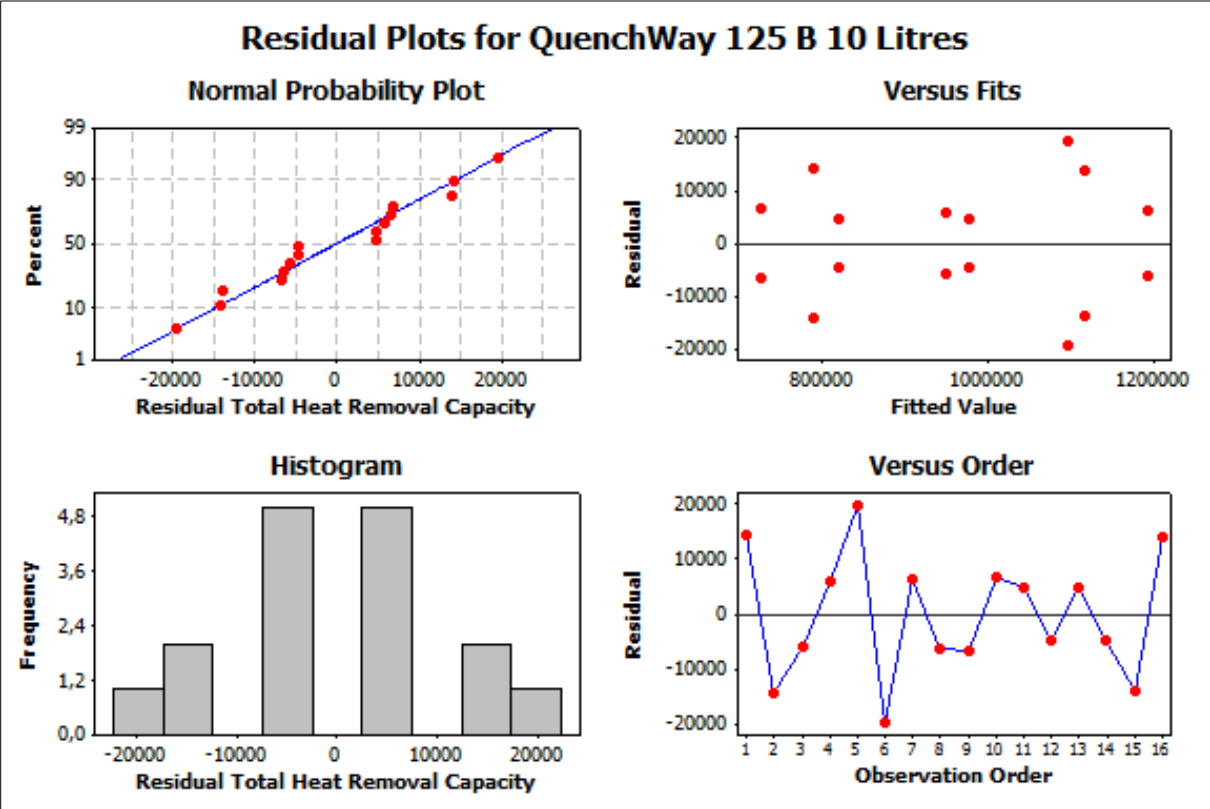 Residual Plots for QuenchWay 125 B 10 Litres
Normal Probability Plot
99
90
50
10
1
Percent
-20000 -10000 0 10000 20000
Residual Total Heat Removal Capacity
Versus Fits
20000
10000
0
-10000
-20000
Residual
800000 1000000 1200000
Fitted Value
Histogram
4,8
3,6
2,4
1,2
0,0
Frequency
-20000 -10000 0 10000 20000
Residual Total Heat Removal Capacity
Versus Order
20000
10000
0
-10000
-20000
Residual
1 2 3 4 5 6 7 8 9 10 11 12 13 14 15 16
Observation Order